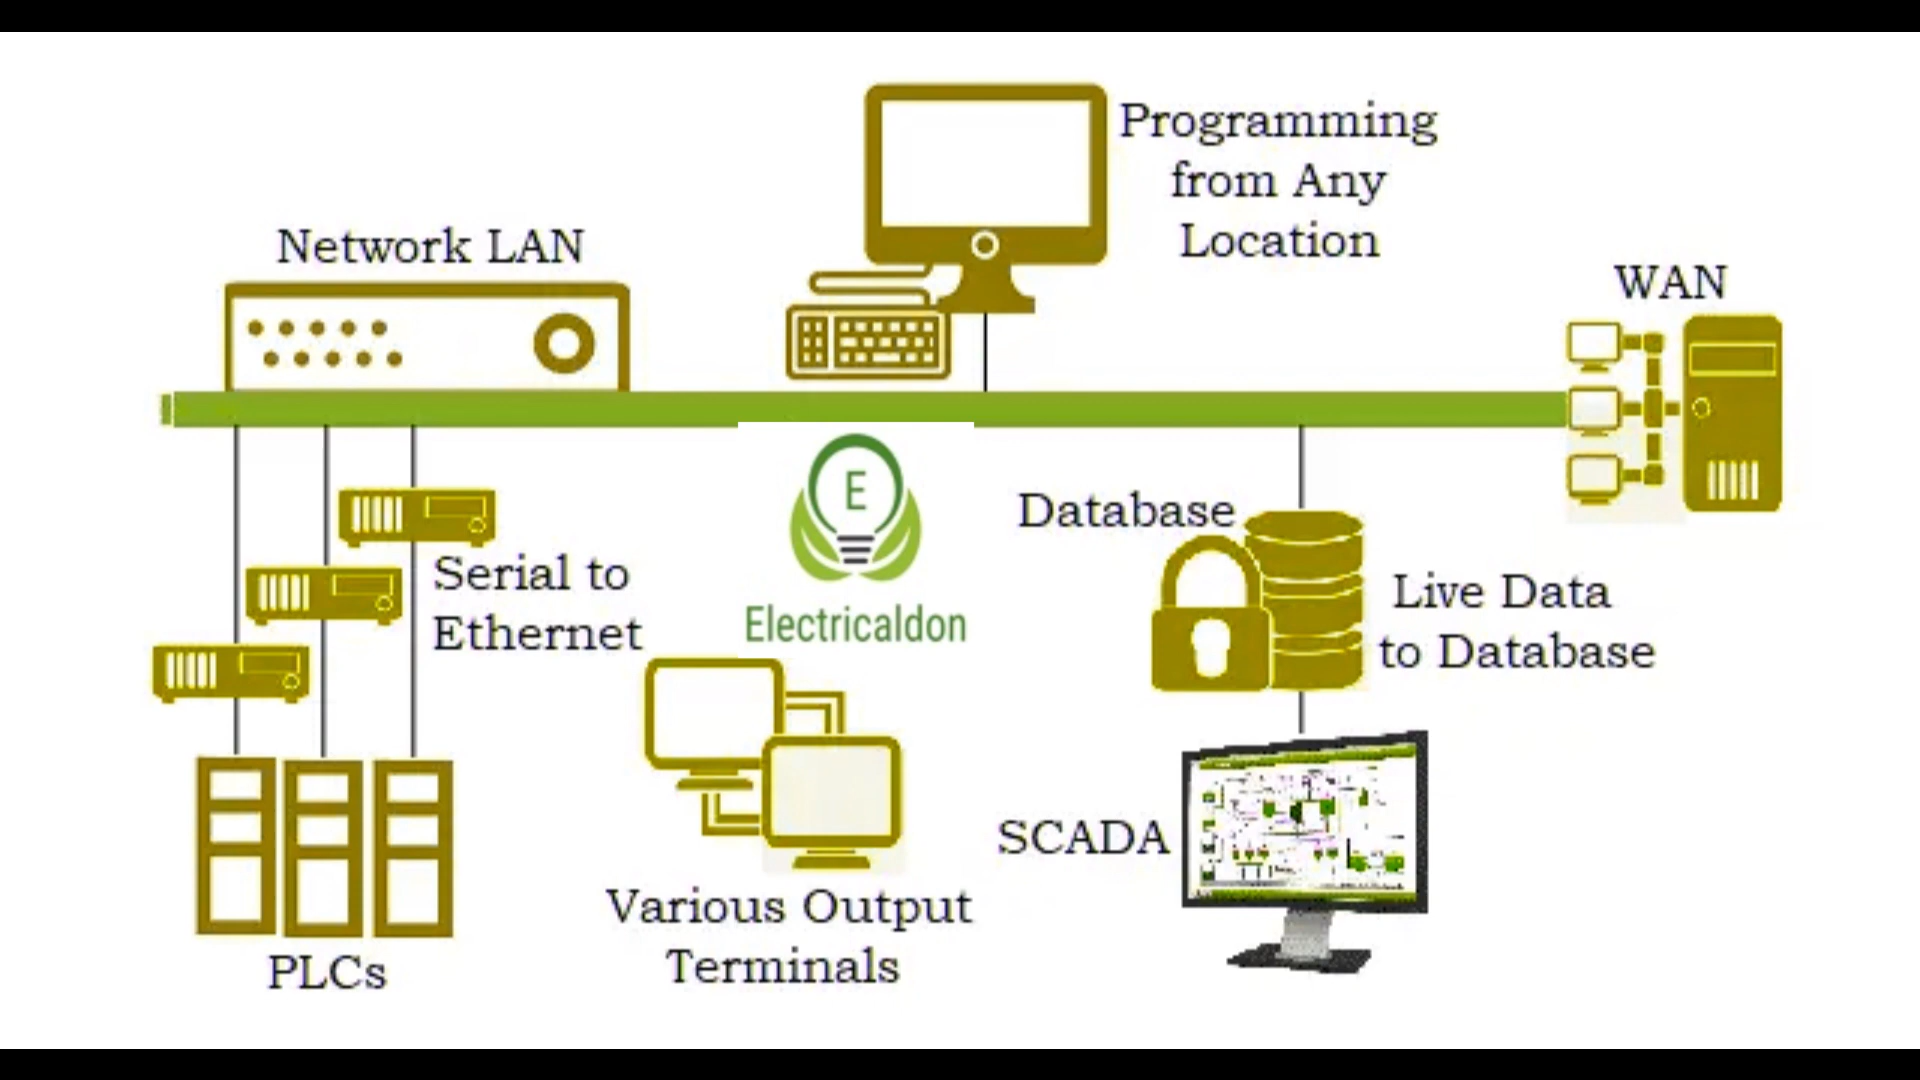 Programming
from Any
Location
Network LAN
WAN
E
Electricaldon
Database
Serial to
Ethernet
Live Data
to Database
SCADA
Various Output
Terminals
PLCs